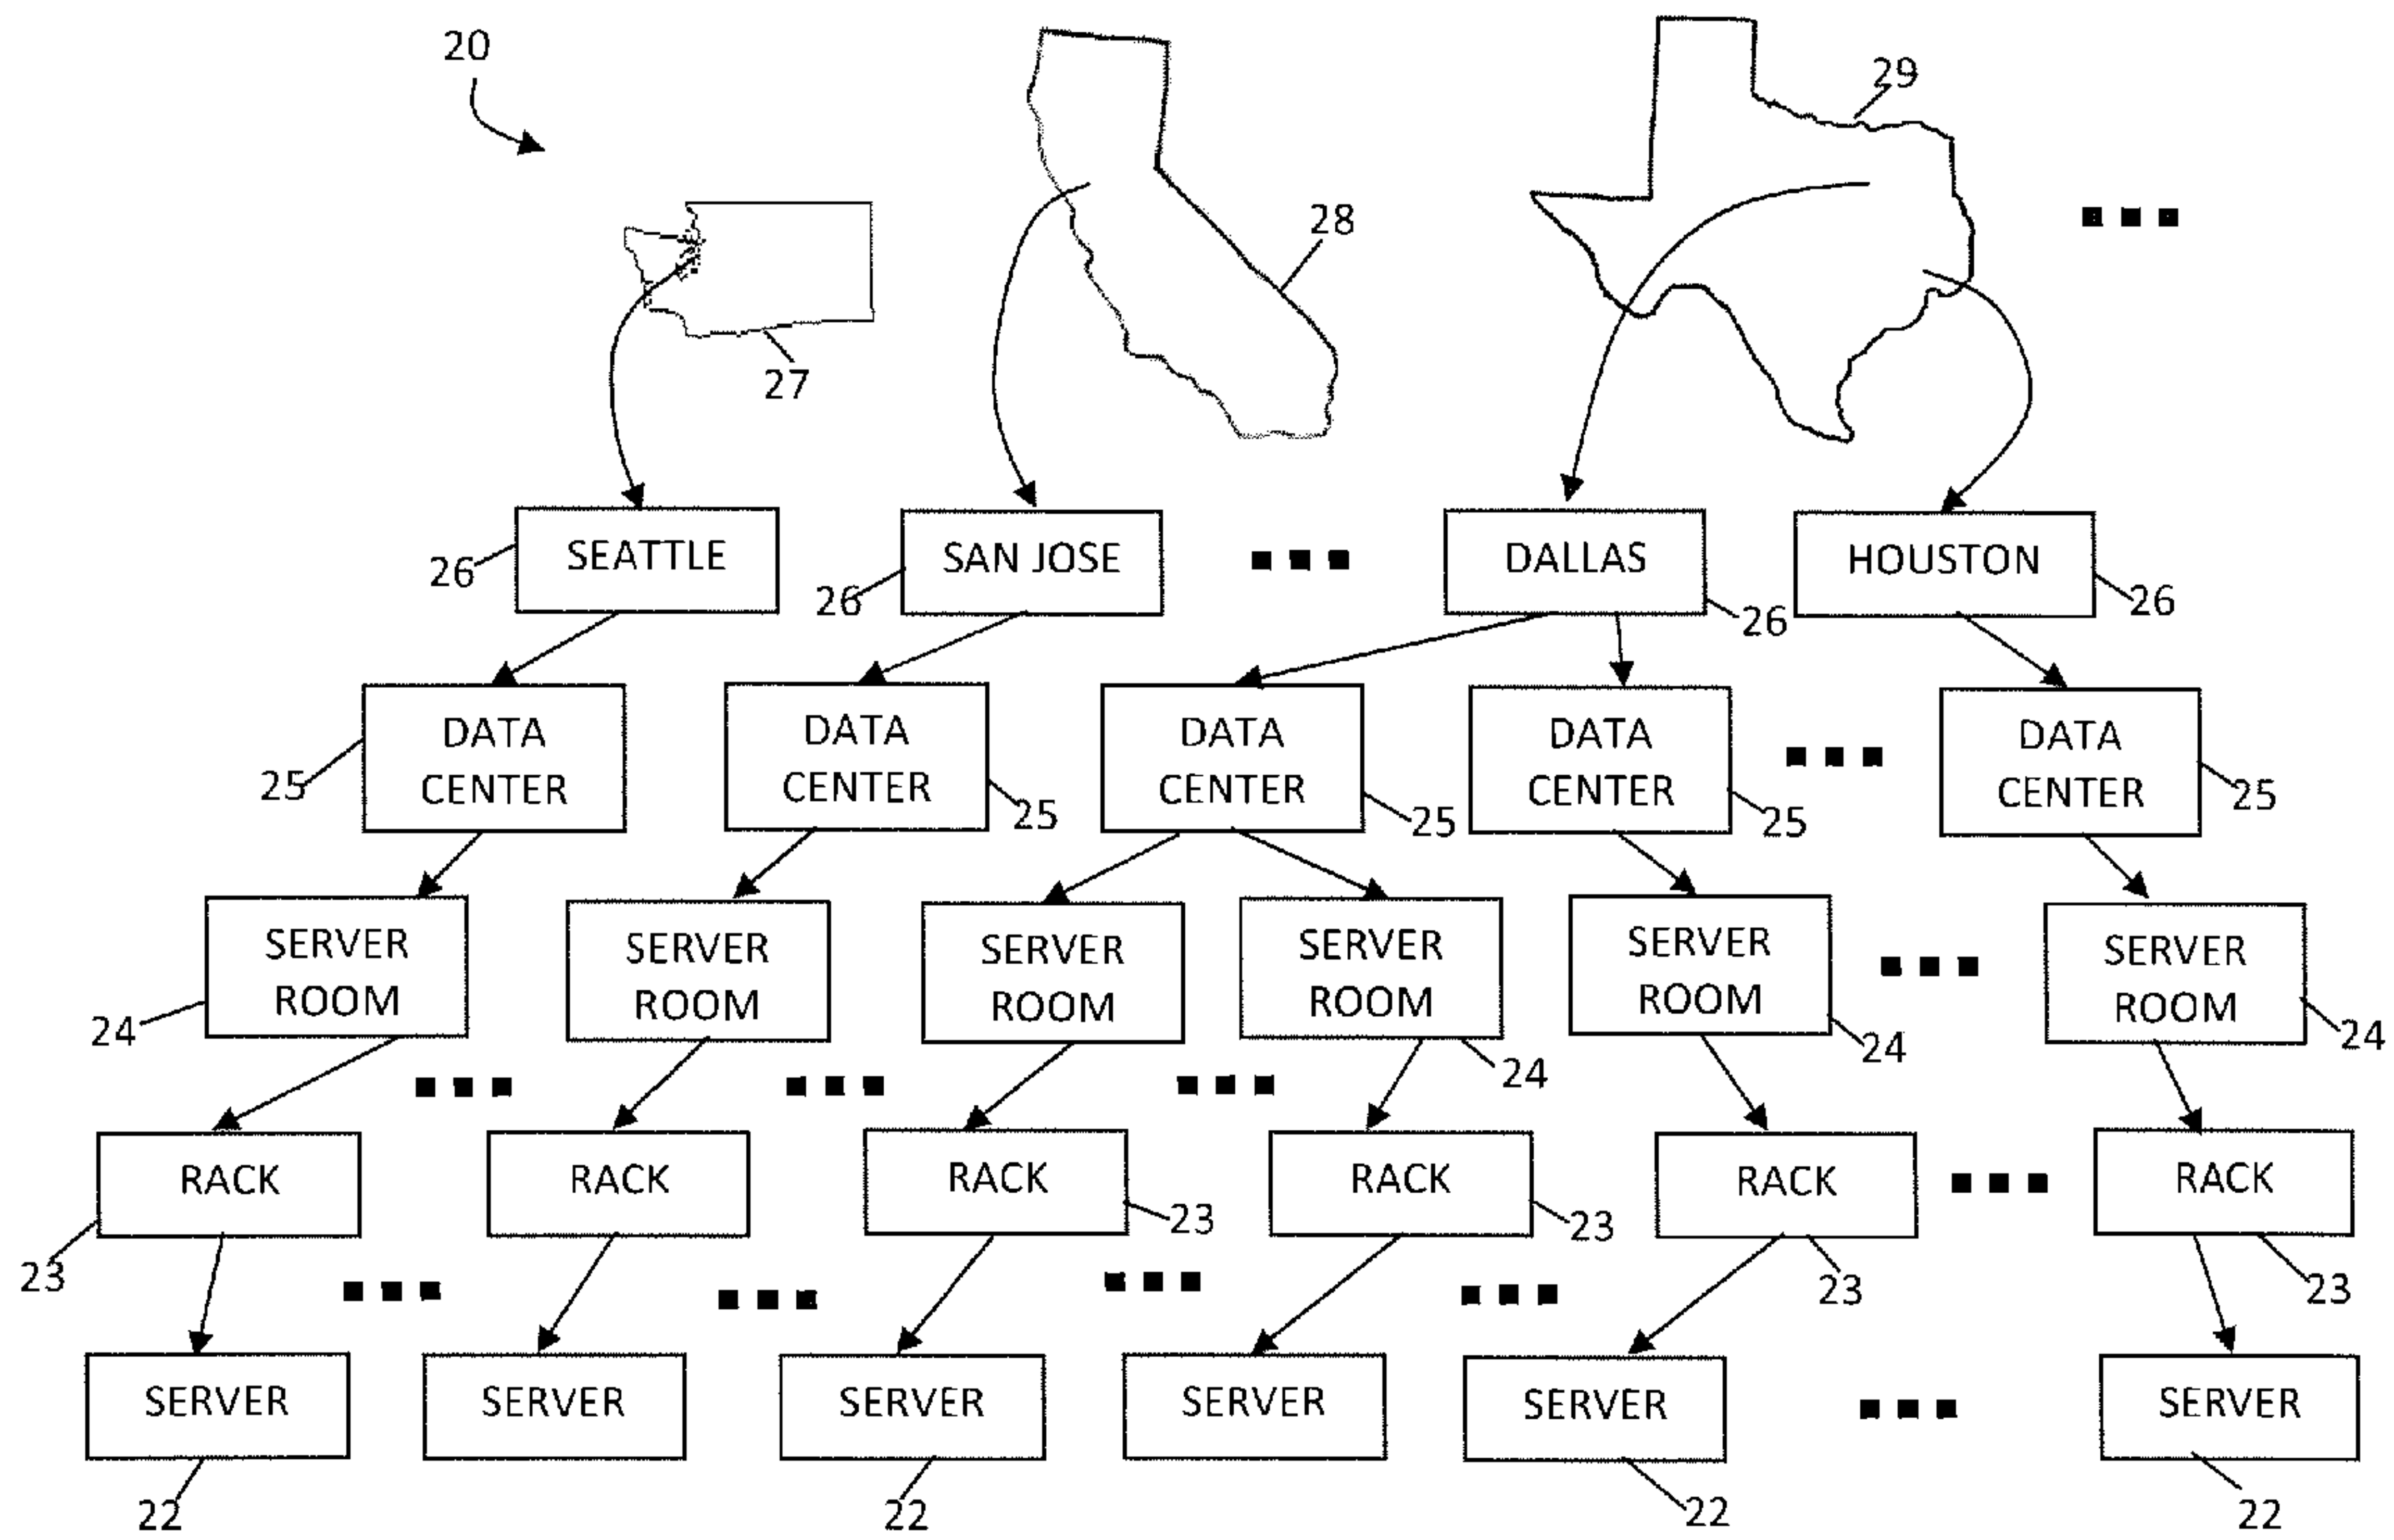 20
29
28
27
SEATTLE
SAN JOSE
DALLAS
HOUSTON
26
26
26
26
DATA
CENTER
DATA
CENTER
DATA
CENTER
DATA
CENTER
DATA
CENTER
25
25
25
25
25
SERVER
ROOM
SERVER
ROOM
SERVER
ROOM
SERVER
ROOM
SERVER
ROOM
SERVER
ROOM
24
24
24
24
RACK
RACK
RACK
RACK
RACK
RACK
23
23
23
23
23
SERVER
SERVER
SERVER
SERVER
SERVER
SERVER
22
22
22
22